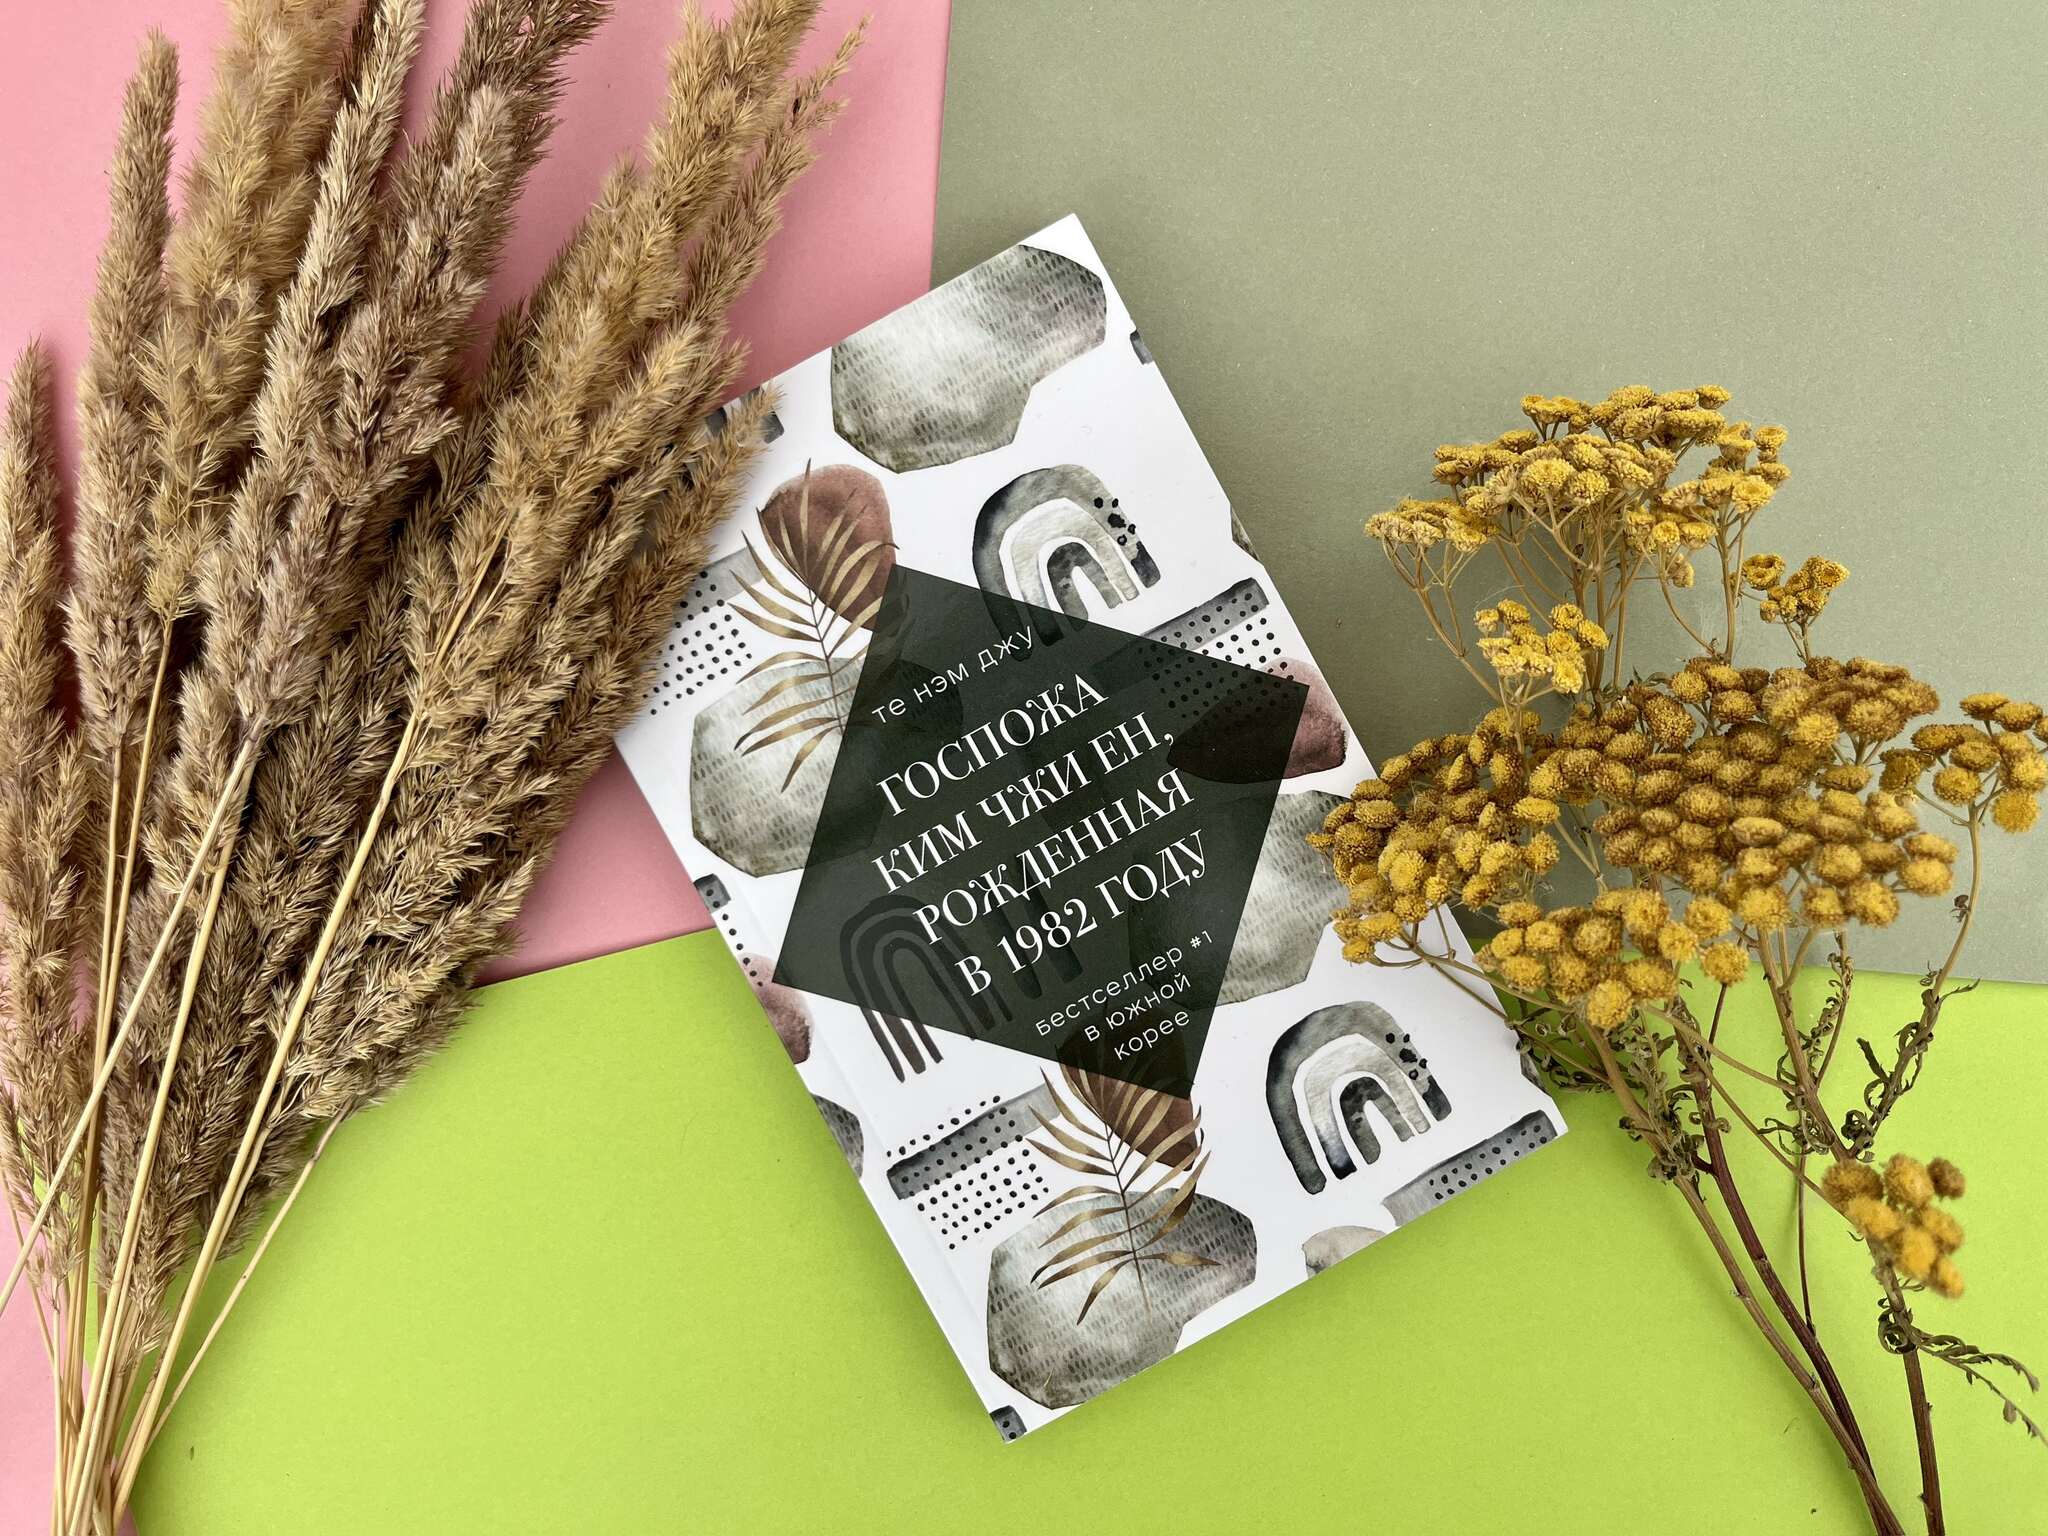 те нэм джу
ГОСПОЖА
КИМ ЧЖИ ЕН,
РОЖДЕННАЯ
В 1982 ГОДУ
бестселлер #1
в южной
корее